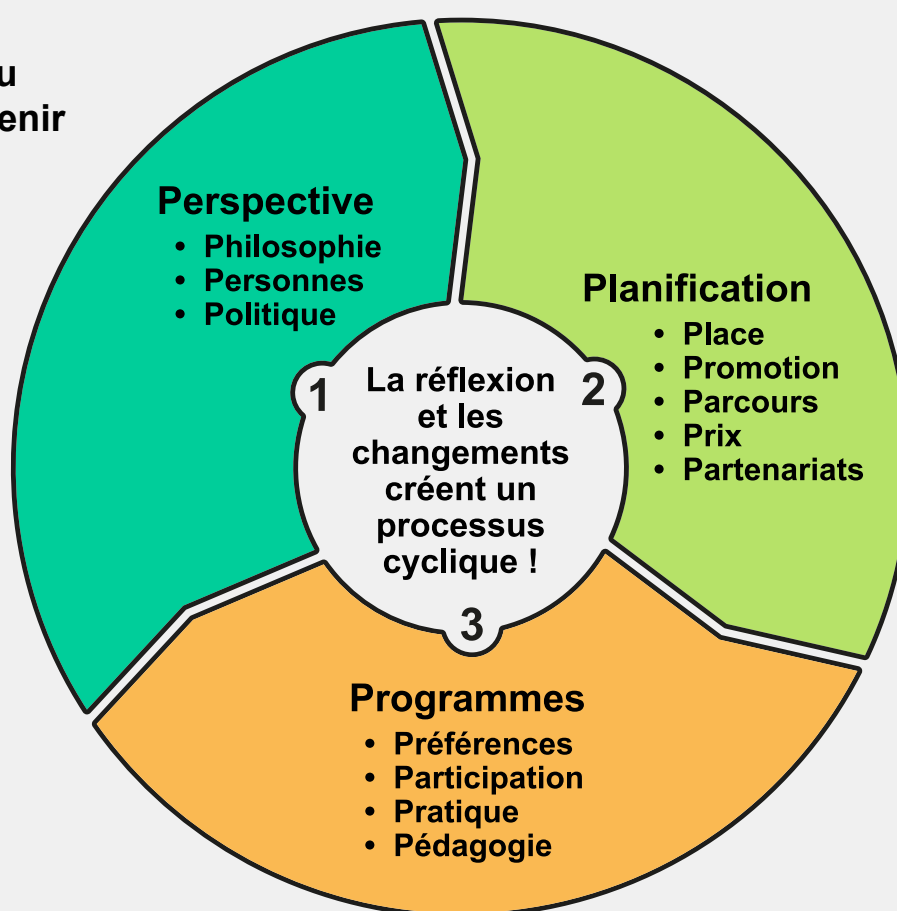 u
enir
Perspective
• Philosophie
• Personnes
• Politique
Planification
• Place
• Promotion
• Parcours
• Prix
• Partenariats
1
2
La réflexion
et les
changements
créent un
processus
cyclique !
3
Programmes
• Préférences
• Participation
• Pratique
• Pédagogie